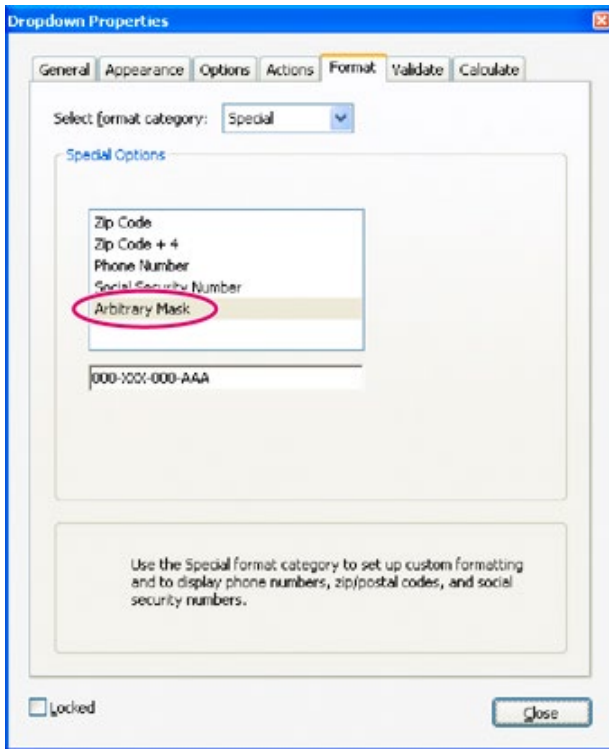 Dropdown Properties
General Appearance Options Actions Format Validate Calculate
Select format category: Special
Special Options
Zip Code
Zip Code + 4
Phone Number
Social Security Number
Arbitrary Mask
000-XXX-000-AAA
Use the Special format category to set up custom formatting
and to display phone numbers, zip/postal codes, and social
security numbers.
Locked
Close